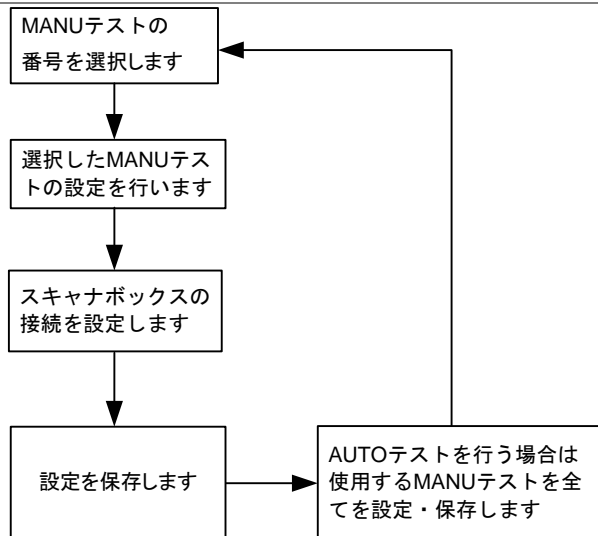 MANUテストの
番号を選択します
選択したMANUテス
トの設定を行います
スキャナボックスの
接続を設定します
設定を保存します
AUTOテストを行う場合は
使用するMANUテストを全
てを設定・保存します